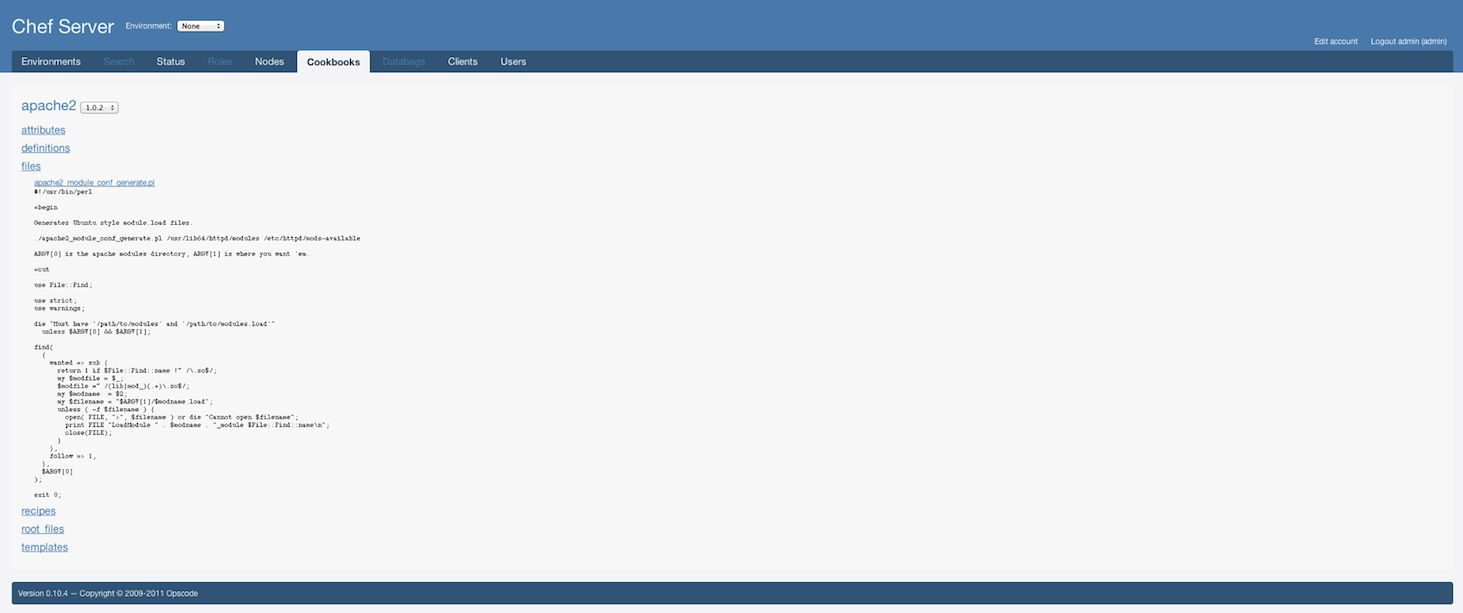 Chef Server Environment: None
Edit account Logout admin (admin)
Environments Search Status Roles Nodes Cookbooks Databags Clients Users
apache2 1.0.2
attributes
definitions
files
apache2_module_conf_generate.pl
#!/usr/bin/perl
=begin
Generates Ubuntu style module.load files.
./apache2_module_conf_generate.pl /usr/lib64/httpd/modules /etc/httpd/mods-available
ARGV[0] is the apache modules directory, ARGV[1] is where you want 'em.
=cut
use File::Find;
use strict;
use warnings;
die "Must have '/path/to/modules' and '/path/to/modules.load'"
unless $ARGV[0] && $ARGV[1];
find(
{
wanted => sub {
return 1 if $File::Find::name !~ /\.so$/;
my $modfile = $_;
$modfile =~ /(lib|mod_)(.+)\.so$/;
my $modname  = $2;
my $filename = "$ARGV[1]/$modname.load";
unless ( -f $filename ) {
open( FILE, ">", $filename ) or die "Cannot open $filename";
print FILE "LoadModule " . $modname . "_module $File::Find::name\n";
close(FILE);
}
},
follow => 1,
},
$ARGV[0]
);
exit 0;
recipes
root_files
templates
Version 0.10.4 — Copyright © 2009-2011 Opscode